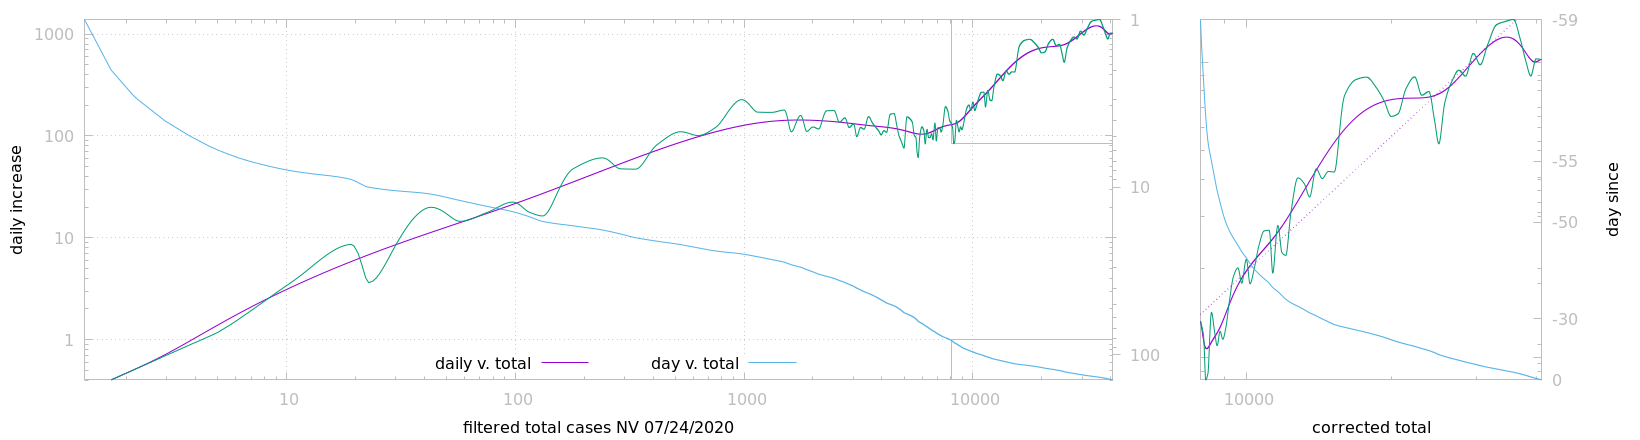 1000
100
10
1
daily increase
daily v. total
day v. total
10
100
1000
10000
filtered total cases NV 07/24/2020
1
10
100
10000
corrected total
-59
-55
-50
-30
0
day since